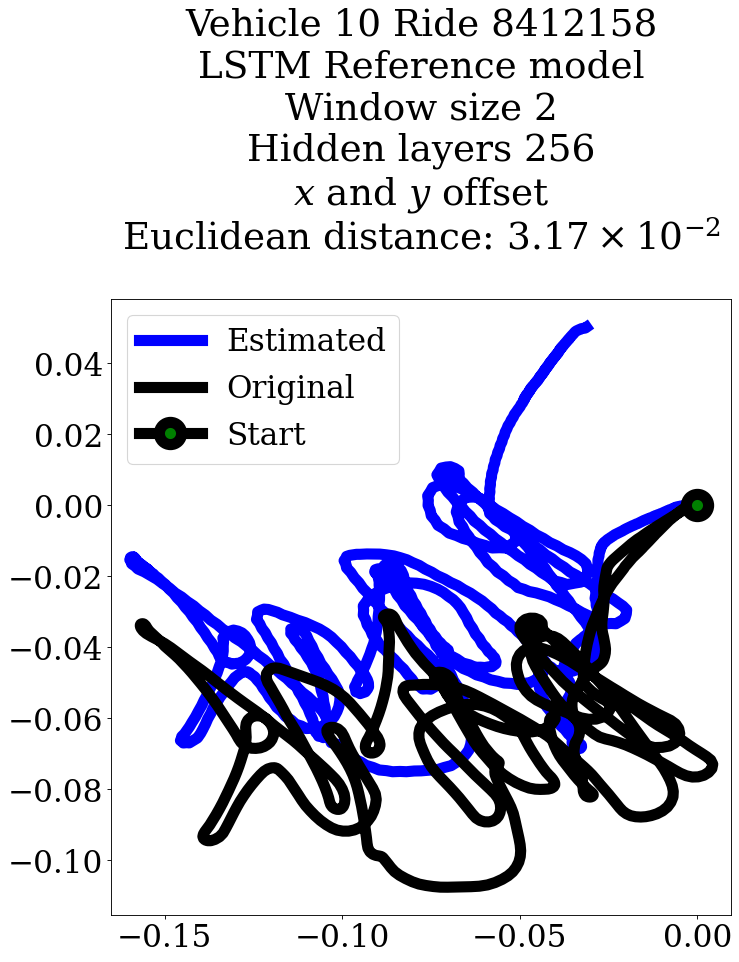 Vehicle 10 Ride 8412158
LSTM Reference model
Window size 2
Hidden layers 256
x and y offset
Euclidean distance: 3.17 × 10⁻²
Estimated
Original
Start
0.04
0.02
0.00
−0.02
−0.04
−0.06
−0.08
−0.10
−0.15 −0.10 −0.05 0.00